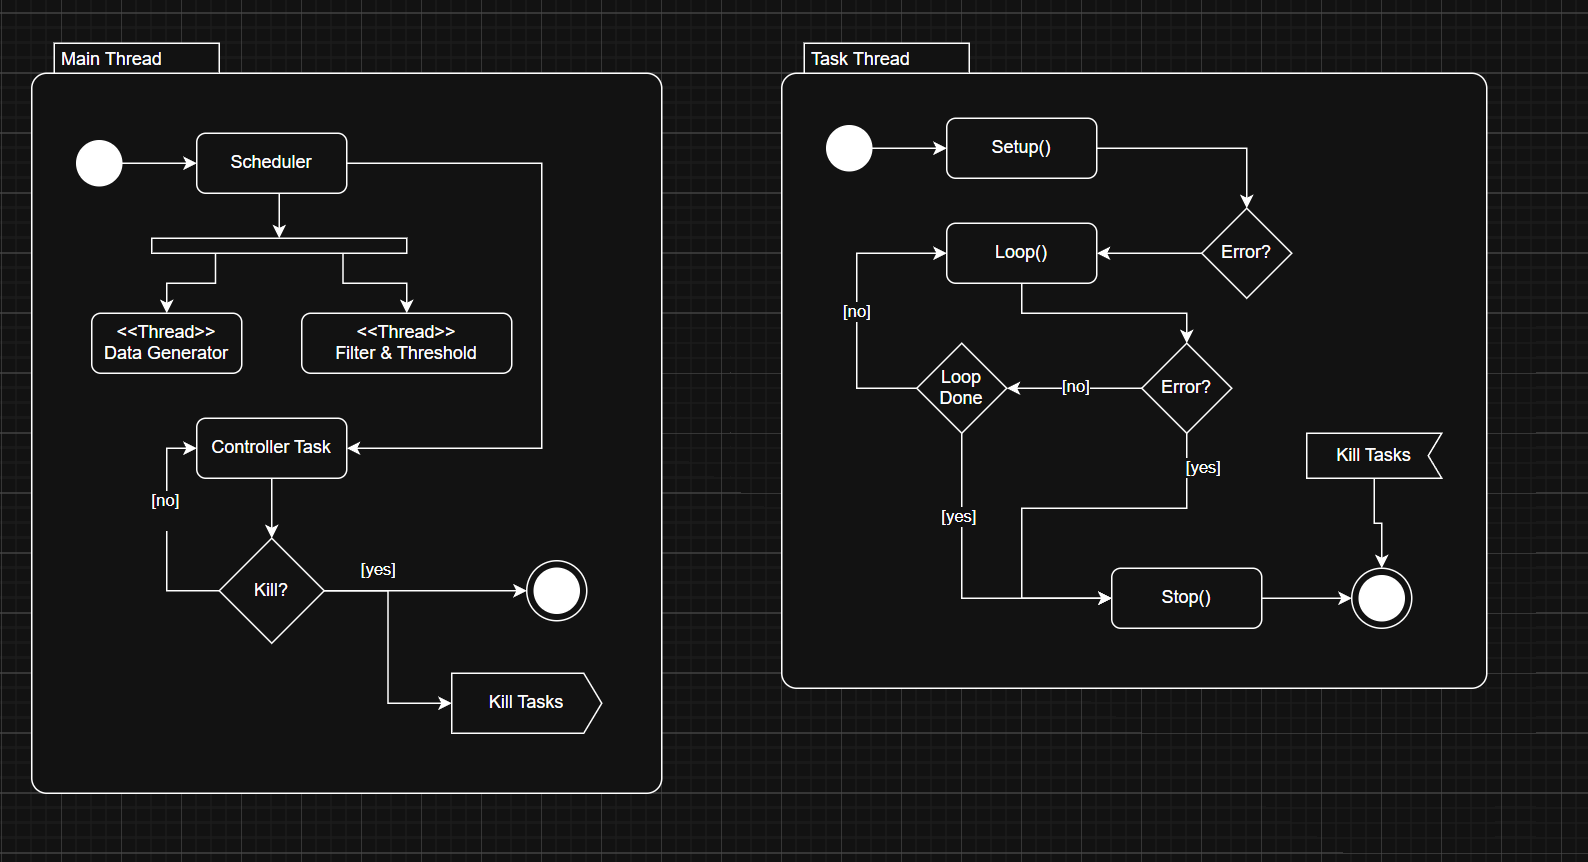 Main Thread
Scheduler
<<Thread>>
Data Generator
<<Thread>>
Filter & Threshold
Controller Task
[no]
Kill?
[yes]
Kill Tasks
Task Thread
Setup()
Error?
Loop()
[no]
Loop
Done
[no]
Error?
[yes]
[yes]
Kill Tasks
Stop()